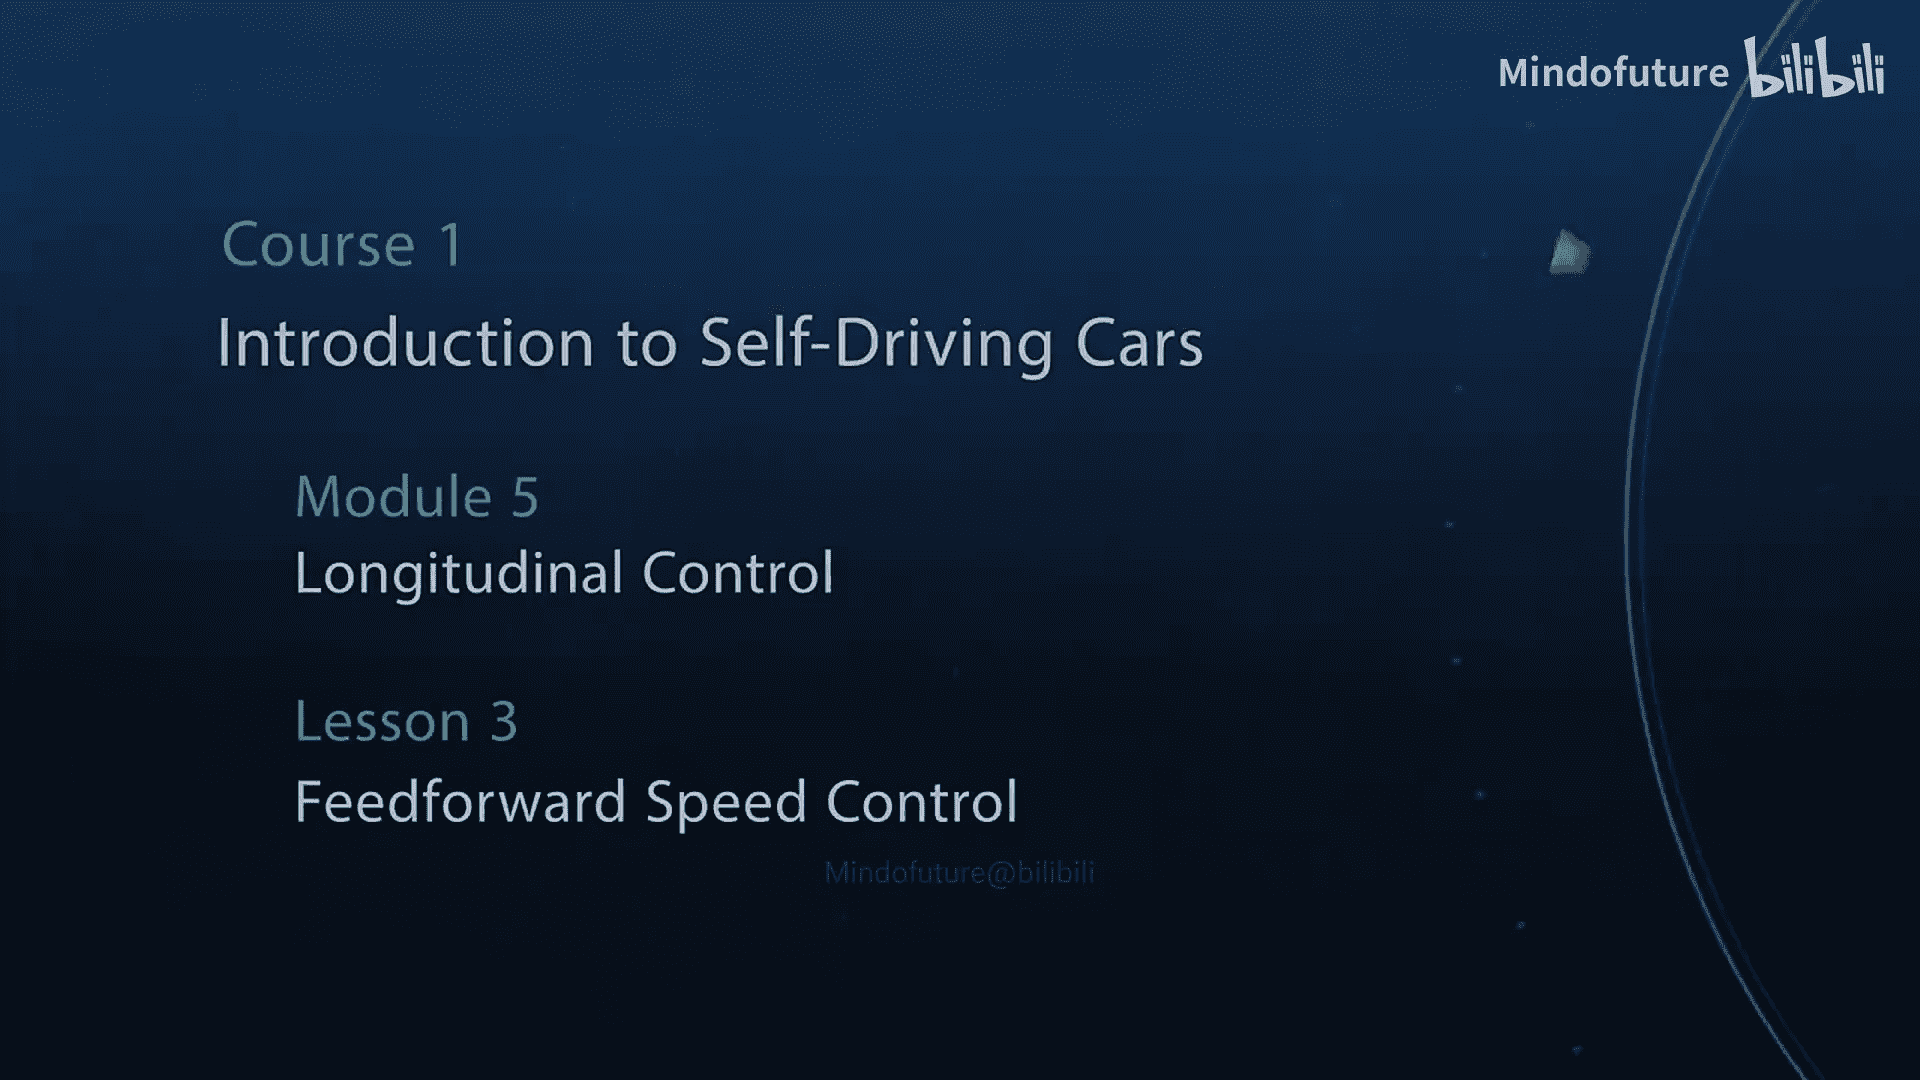 Mindofuture bilibili
Course 1
Introduction to Self-Driving Cars
Module 5
Longitudinal Control
Lesson 3
Feedforward Speed Control
Mindofuture@bilibili